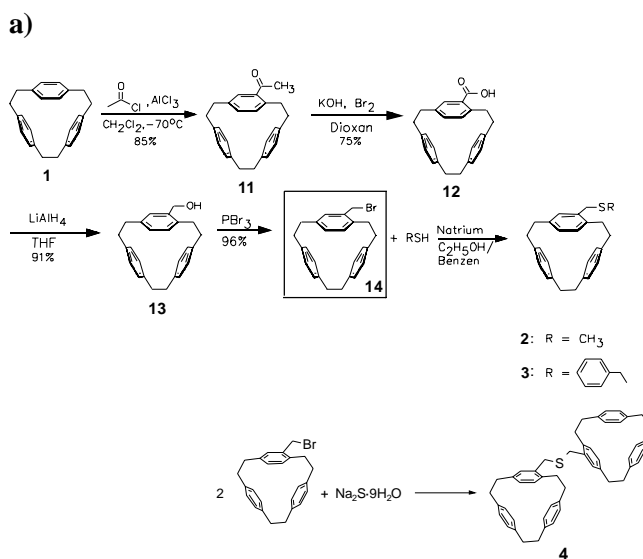 a)
O
Cl , AlCl3
CH2Cl2, -70°C
85%
1
O
CH3
11
KOH, Br2
Dioxan
75%
O
OH
12
LiAlH4
THF
91%
OH
13
PBr3
96%
Br
14
+ RSH
Natrium
C2H5OH/
Benzen
SR
2: R = CH3
3: R =
2
Br
+ Na2S·9H2O
S
4